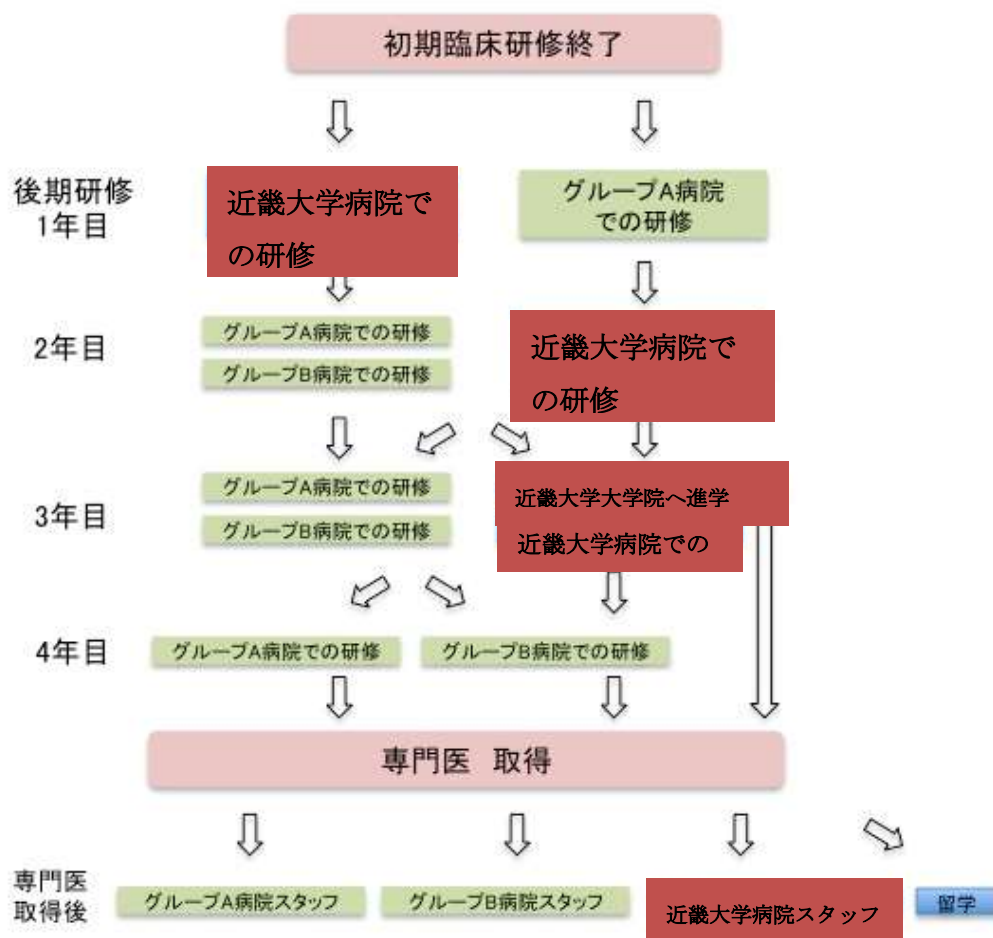 初期臨床研修終了
後期研修
1年目
近畿大学病院で
の研修
グループA病院
での研修
2年目
グループA病院での研修
グループB病院での研修
近畿大学病院で
の研修
3年目
グループA病院での研修
グループB病院での研修
近畿大学大学院へ進学
近畿大学病院での
4年目
グループA病院での研修
グループB病院での研修
専門医 取得
専門医
取得後
グループA病院スタッフ
グループB病院スタッフ
近畿大学病院スタッフ
留学